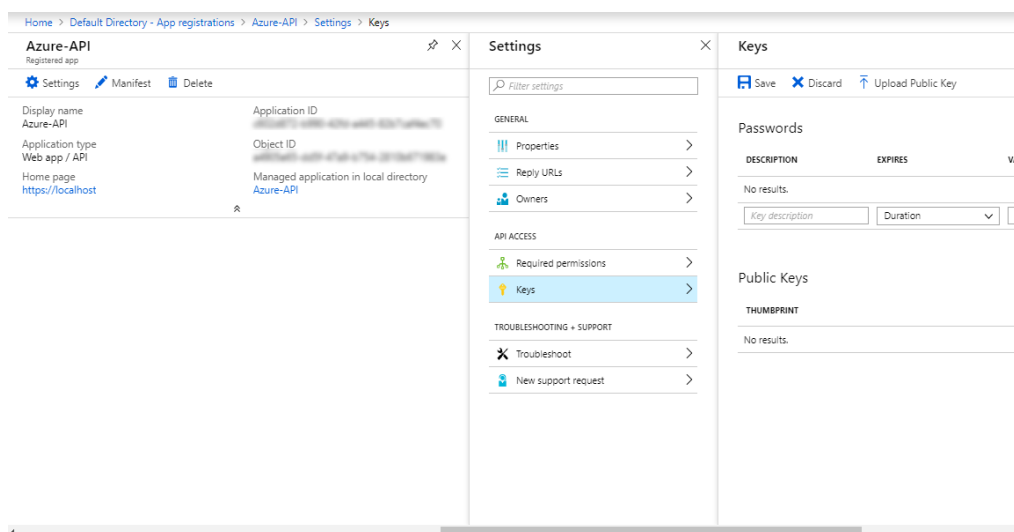 Home > Default Directory - App registrations > Azure-API > Settings > Keys
Azure-API
Registered app
Settings Manifest Delete
Display name
Azure-API
Application ID
Application type
Web app / API
Object ID
Home page
https://localhost
Managed application in local directory
Azure-API
Settings
Filter settings
GENERAL
Properties
Reply URLs
Owners
API ACCESS
Required permissions
Keys
TROUBLESHOOTING + SUPPORT
Troubleshoot
New support request
Keys
Save Discard Upload Public Key
Passwords
DESCRIPTION EXPIRES
No results.
Key description Duration
Public Keys
THUMBPRINT
No results.